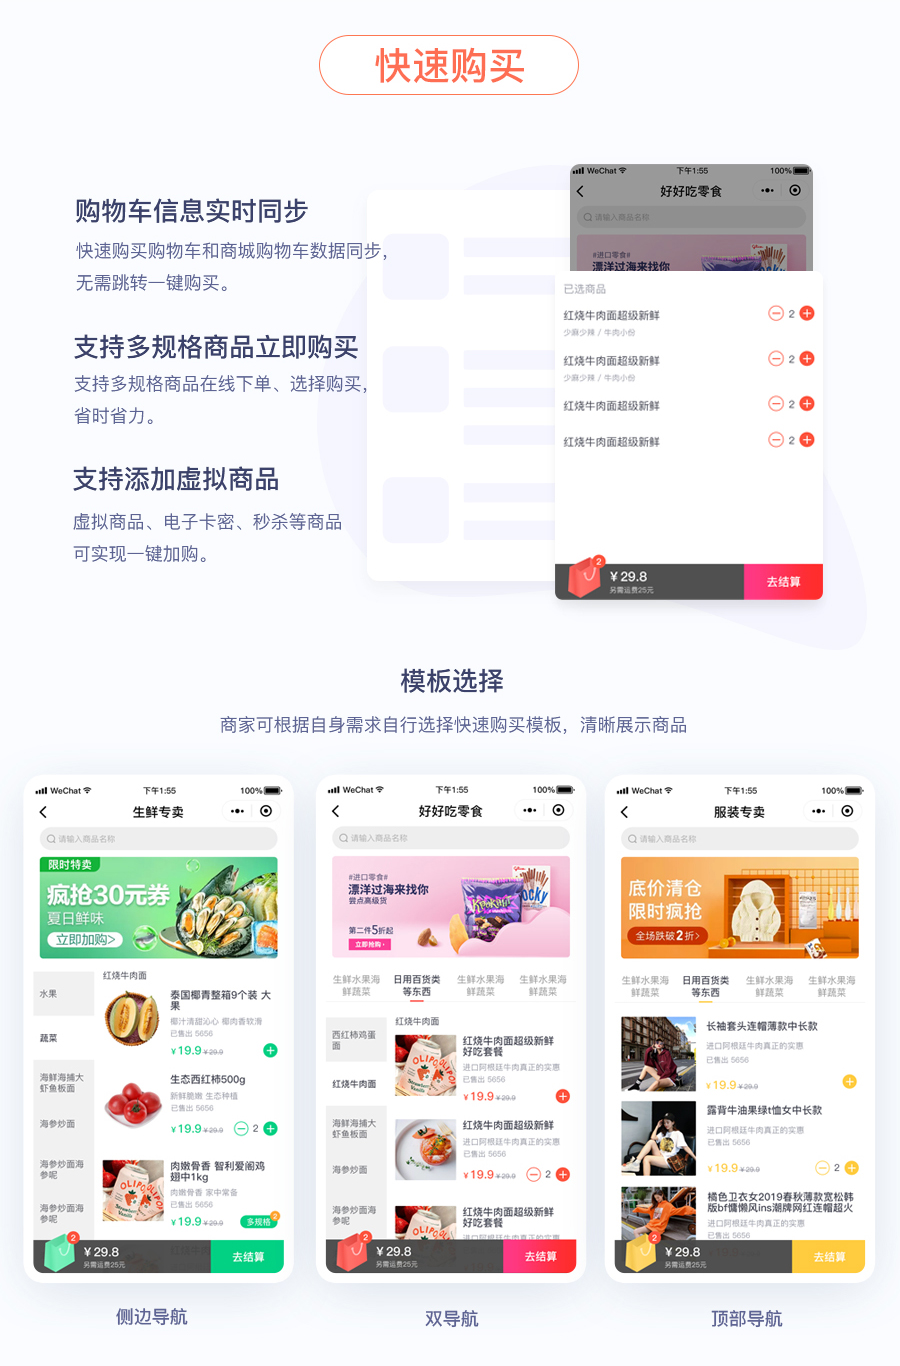 快速购买
购物车信息实时同步
快速购买购物车和商城购物车数据同步，
无需跳转一键购买。
支持多规格商品立即购买
支持多规格商品在线下单、选择购买，
省时省力。
支持添加虚拟商品
虚拟商品、电子卡密、秒杀等商品
可实现一键加购。
WeChat 下午1:55 100%
好好吃零食
请输入商品名称
#进口零食#
漂洋过海来找你
已选商品
红烧牛肉面超级新鲜
2
少麻少辣 / 牛肉小份
红烧牛肉面超级新鲜
2
少麻少辣 / 牛肉小份
红烧牛肉面超级新鲜
2
红烧牛肉面超级新鲜
2
2
¥ 29.8
另需运费25元
去结算
模板选择
商家可根据自身需求自行选择快速购买模板，清晰展示商品
WeChat 下午1:55 100%
生鲜专卖
请输入商品名称
限时特卖
疯抢30元券
夏日鲜味
立即加购>
水果
蔬菜
海鲜海捕大
虾鱼板面
海参炒面
海参炒面海
参呢
海参炒面海
参呢
红烧牛肉面
泰国椰青整箱9个装 大
果
椰汁清甜沁心 椰肉香软滑
已售出 5656
¥ 19.9 ¥ 29.9
生态西红柿500g
新鲜脆嫩 生态种植
已售出 5656
¥ 19.9 ¥ 29.9 2
肉嫩骨香 智利爱阁鸡
翅中1kg
肉嫩骨香 家中常备
已售出 5656
¥ 19.9 ¥ 29.9 多规格 2
2
¥ 29.8
另需运费25元
去结算
侧边导航
WeChat 下午1:55 100%
好好吃零食
请输入商品名称
#进口零食#
漂洋过海来找你
尝点高级货
第二件5折起
立即抢购
生鲜水果海
鲜蔬菜
日用百货类
等东西
生鲜水果海
鲜蔬菜
生鲜水果海
鲜蔬菜
西红柿鸡蛋
面
红烧牛肉面
海鲜海捕大
虾鱼板面
海参炒面
海参炒面海
参呢
红烧牛肉面
红烧牛肉面超级新鲜
好吃套餐
进口阿根廷牛肉真正的实惠
已售出 5656
¥ 19.9 ¥ 29.9
红烧牛肉面超级新鲜
进口阿根廷牛肉真正的实惠
已售出 5656
¥ 19.9 ¥ 29.9 2
红烧牛肉面超级新鲜
好吃套餐
进口阿根廷牛肉真正的实惠
2
¥ 29.8
另需运费25元
去结算
双导航
WeChat 下午1:55 100%
服装专卖
请输入商品名称
底价清仓
限时疯抢
全场跌破2折>
生鲜水果海
鲜蔬菜
日用百货类
等东西
生鲜水果海
鲜蔬菜
生鲜水果海
鲜蔬菜
长袖套头连帽薄款中长款
进口阿根廷牛肉真正的实惠
已售出 5656
¥ 19.9 ¥ 29.9
露背牛油果绿t恤女中长款
进口阿根廷牛肉真正的实惠
已售出 5656
¥ 19.9 ¥ 29.9 2
橘色卫衣女2019春秋薄款宽松韩
版bf慵懒风ins潮牌网红连帽超火
进口阿根廷牛肉真正的实惠
已售出 5656
2
¥ 29.8
另需运费25元
去结算
顶部导航